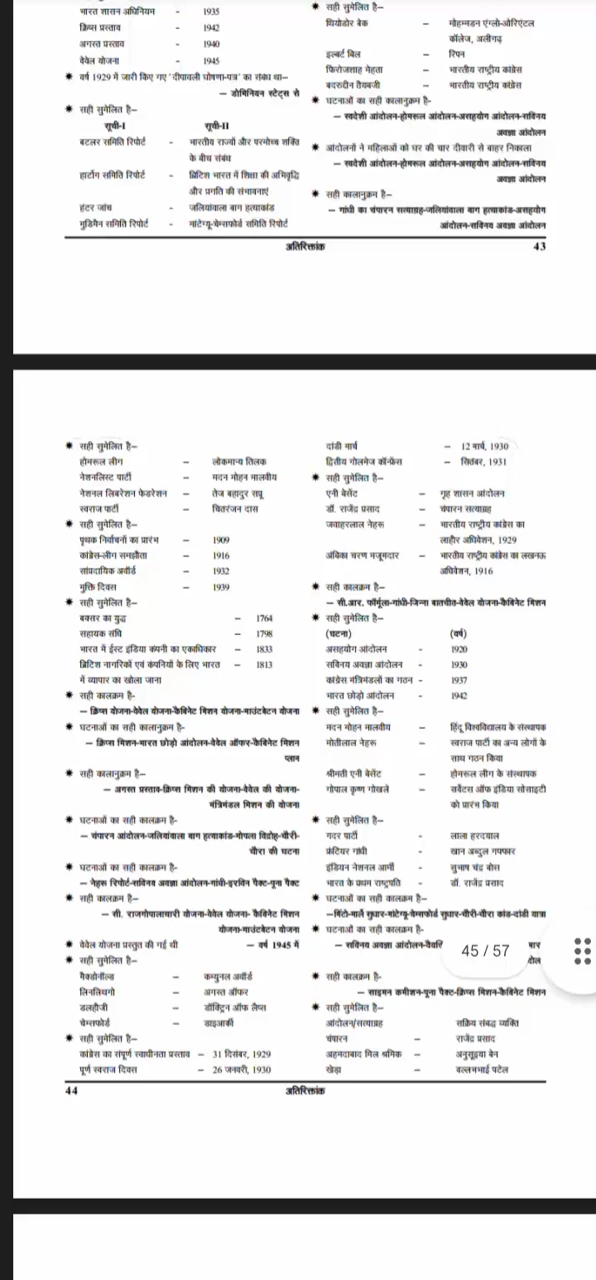 भारत शासन अधिनियम - 1935
क्रिप्स प्रस्ताव - 1942
अगस्त प्रस्ताव - 1940
वेवेल योजना - 1945
* वर्ष 1929 में जारी किए गए 'दीपावली घोषणा-पत्र' का संबंध था–
– डोमिनियन स्टेट्स से
* सही सुमेलित है–
सूची-I सूची-II
बटलर समिति रिपोर्ट - भारतीय राज्यों और परमोच्च शक्ति
के बीच संबंध
हार्टोग समिति रिपोर्ट - ब्रिटिश भारत में शिक्षा की अभिवृद्धि
और प्रगति की संभावनाएं
हंटर जांच - जलियांवाला बाग हत्याकांड
मुडिमैन समिति रिपोर्ट - मांटेग्यू-चेम्सफोर्ड समिति रिपोर्ट
* सही सुमेलित है–
थियोडोर बेक – मोहम्मडन एंग्लो-ओरिएंटल
कॉलेज, अलीगढ़
इल्बर्ट बिल – रिपन
फिरोजशाह मेहता – भारतीय राष्ट्रीय कांग्रेस
बदरुद्दीन तैयबजी – भारतीय राष्ट्रीय कांग्रेस
* घटनाओं का सही कालानुक्रम है-
– स्वदेशी आंदोलन-होमरूल आंदोलन-असहयोग आंदोलन-सविनय
अवज्ञा आंदोलन
* आंदोलनों ने महिलाओं को घर की चार दीवारी से बाहर निकाला
– स्वदेशी आंदोलन-होमरूल आंदोलन-असहयोग आंदोलन-सविनय
अवज्ञा आंदोलन
* सही कालानुक्रम है–
– गांधी का चंपारन सत्याग्रह-जलियांवाला बाग हत्याकांड-असहयोग
आंदोलन-सविनय अवज्ञा आंदोलन
अतिरिक्तांक 43
* सही सुमेलित है–
होमरूल लीग – लोकमान्य तिलक
नेशनलिस्ट पार्टी – मदन मोहन मालवीय
नेशनल लिबरेशन फेडरेशन – तेज बहादुर सप्रू
स्वराज पार्टी – चितरंजन दास
* सही सुमेलित है–
पृथक निर्वाचनों का प्रारंभ – 1909
कांग्रेस-लीग समझौता – 1916
सांप्रदायिक अवॉर्ड – 1932
मुक्ति दिवस – 1939
* सही सुमेलित है–
बक्सर का युद्ध – 1764
सहायक संधि – 1798
भारत में ईस्ट इंडिया कंपनी का एकाधिकार – 1833
ब्रिटिश नागरिकों एवं कंपनियों के लिए भारत – 1813
में व्यापार का खोला जाना
* सही कालक्रम है-
– क्रिप्स योजना-वेवेल योजना-कैबिनेट मिशन योजना-माउंटबेटन योजना
* घटनाओं का सही कालानुक्रम है-
– क्रिप्स मिशन-भारत छोड़ो आंदोलन-वेवेल ऑफर-कैबिनेट मिशन
प्लान
* सही कालानुक्रम है–
– अगस्त प्रस्ताव-क्रिप्स मिशन की योजना-वेवेल की योजना-
मंत्रिमंडल मिशन की योजना
* घटनाओं का सही कालक्रम है-
– चंपारन आंदोलन-जलियांवाला बाग हत्याकांड-मोपला विद्रोह-चौरी-
चौरा की घटना
* घटनाओं का सही कालक्रम है-
– नेहरू रिपोर्ट-सविनय अवज्ञा आंदोलन-गांधी-इरविन पैक्ट-पूना पैक्ट
* सही कालक्रम है–
– सी. राजगोपालाचारी योजना-वेवेल योजना- कैबिनेट मिशन
योजना-माउंटबेटन योजना
* वेवेल योजना प्रस्तुत की गई थी – वर्ष 1945 में
* सही सुमेलित है–
मैक्डोनॉल्ड – कम्युनल अवॉर्ड
लिनलिथगो – अगस्त ऑफर
डलहौजी – डॉक्ट्रिन ऑफ लैप्स
चेम्सफोर्ड – डाइआर्की
* सही सुमेलित है–
कांग्रेस का संपूर्ण स्वाधीनता प्रस्ताव – 31 दिसंबर, 1929
पूर्ण स्वराज दिवस – 26 जनवरी, 1930
दांडी मार्च – 12 मार्च, 1930
द्वितीय गोलमेज कॉन्फ्रेंस – सितंबर, 1931
* सही सुमेलित है–
एनी बेसेंट – गृह शासन आंदोलन
डॉ. राजेंद्र प्रसाद – चंपारन सत्याग्रह
जवाहरलाल नेहरू – भारतीय राष्ट्रीय कांग्रेस का
लाहौर अधिवेशन, 1929
अंबिका चरण मजूमदार – भारतीय राष्ट्रीय कांग्रेस का लखनऊ
अधिवेशन, 1916
* सही कालक्रम है–
– सी.आर. फॉर्मूला-गांधी-जिन्ना बातचीत-वेवेल योजना-कैबिनेट मिशन
* सही सुमेलित है–
(घटना) (वर्ष)
असहयोग आंदोलन - 1920
सविनय अवज्ञा आंदोलन - 1930
कांग्रेस मंत्रिमंडलों का गठन - 1937
भारत छोड़ो आंदोलन - 1942
* सही सुमेलित है–
मदन मोहन मालवीय – हिंदू विश्वविद्यालय के संस्थापक
मोतीलाल नेहरू – स्वराज पार्टी का अन्य लोगों के
साथ गठन किया
श्रीमती एनी बेसेंट – होमरूल लीग के संस्थापक
गोपाल कृष्ण गोखले – सर्वेंट्स ऑफ इंडिया सोसाइटी
को प्रारंभ किया
* सही सुमेलित है–
गदर पार्टी - लाला हरदयाल
फ्रंटियर गांधी - खान अब्दुल गफ्फार
इंडियन नेशनल आर्मी - सुभाष चंद्र बोस
भारत के प्रथम राष्ट्रपति - डॉ. राजेंद्र प्रसाद
* घटनाओं का सही कालक्रम है-
–मिंटो-मार्ले सुधार-मांटेग्यू-चेम्सफोर्ड सुधार-चौरी-चौरा कांड-दांडी यात्रा
* घटनाओं का सही कालक्रम है-
– सविनय अवज्ञा आंदोलन-वैयक्ति
45 / 57
* सही कालक्रम है-
– साइमन कमीशन-पूना पैक्ट-क्रिप्स मिशन-कैबिनेट मिशन
* सही सुमेलित है–
आंदोलन/सत्याग्रह सक्रिय संबद्ध व्यक्ति
चंपारन – राजेंद्र प्रसाद
अहमदाबाद मिल श्रमिक – अनुसूइया बेन
खेड़ा – वल्लभभाई पटेल
44 अतिरिक्तांक